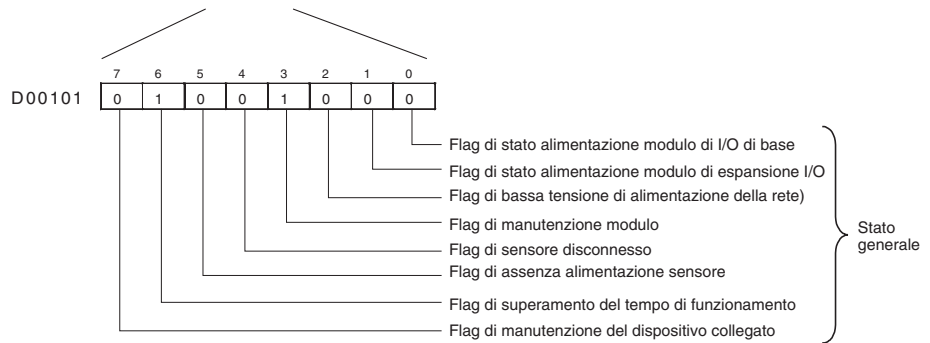 7 6 5 4 3 2 1 0
D00101 0 1 0 0 1 0 0 0
Flag di stato alimentazione modulo di I/O di base
Flag di stato alimentazione modulo di espansione I/O
Flag di bassa tensione di alimentazione della rete)
Flag di manutenzione modulo
Flag di sensore disconnesso
Flag di assenza alimentazione sensore
Flag di superamento del tempo di funzionamento
Flag di manutenzione del dispositivo collegato
Stato
generale